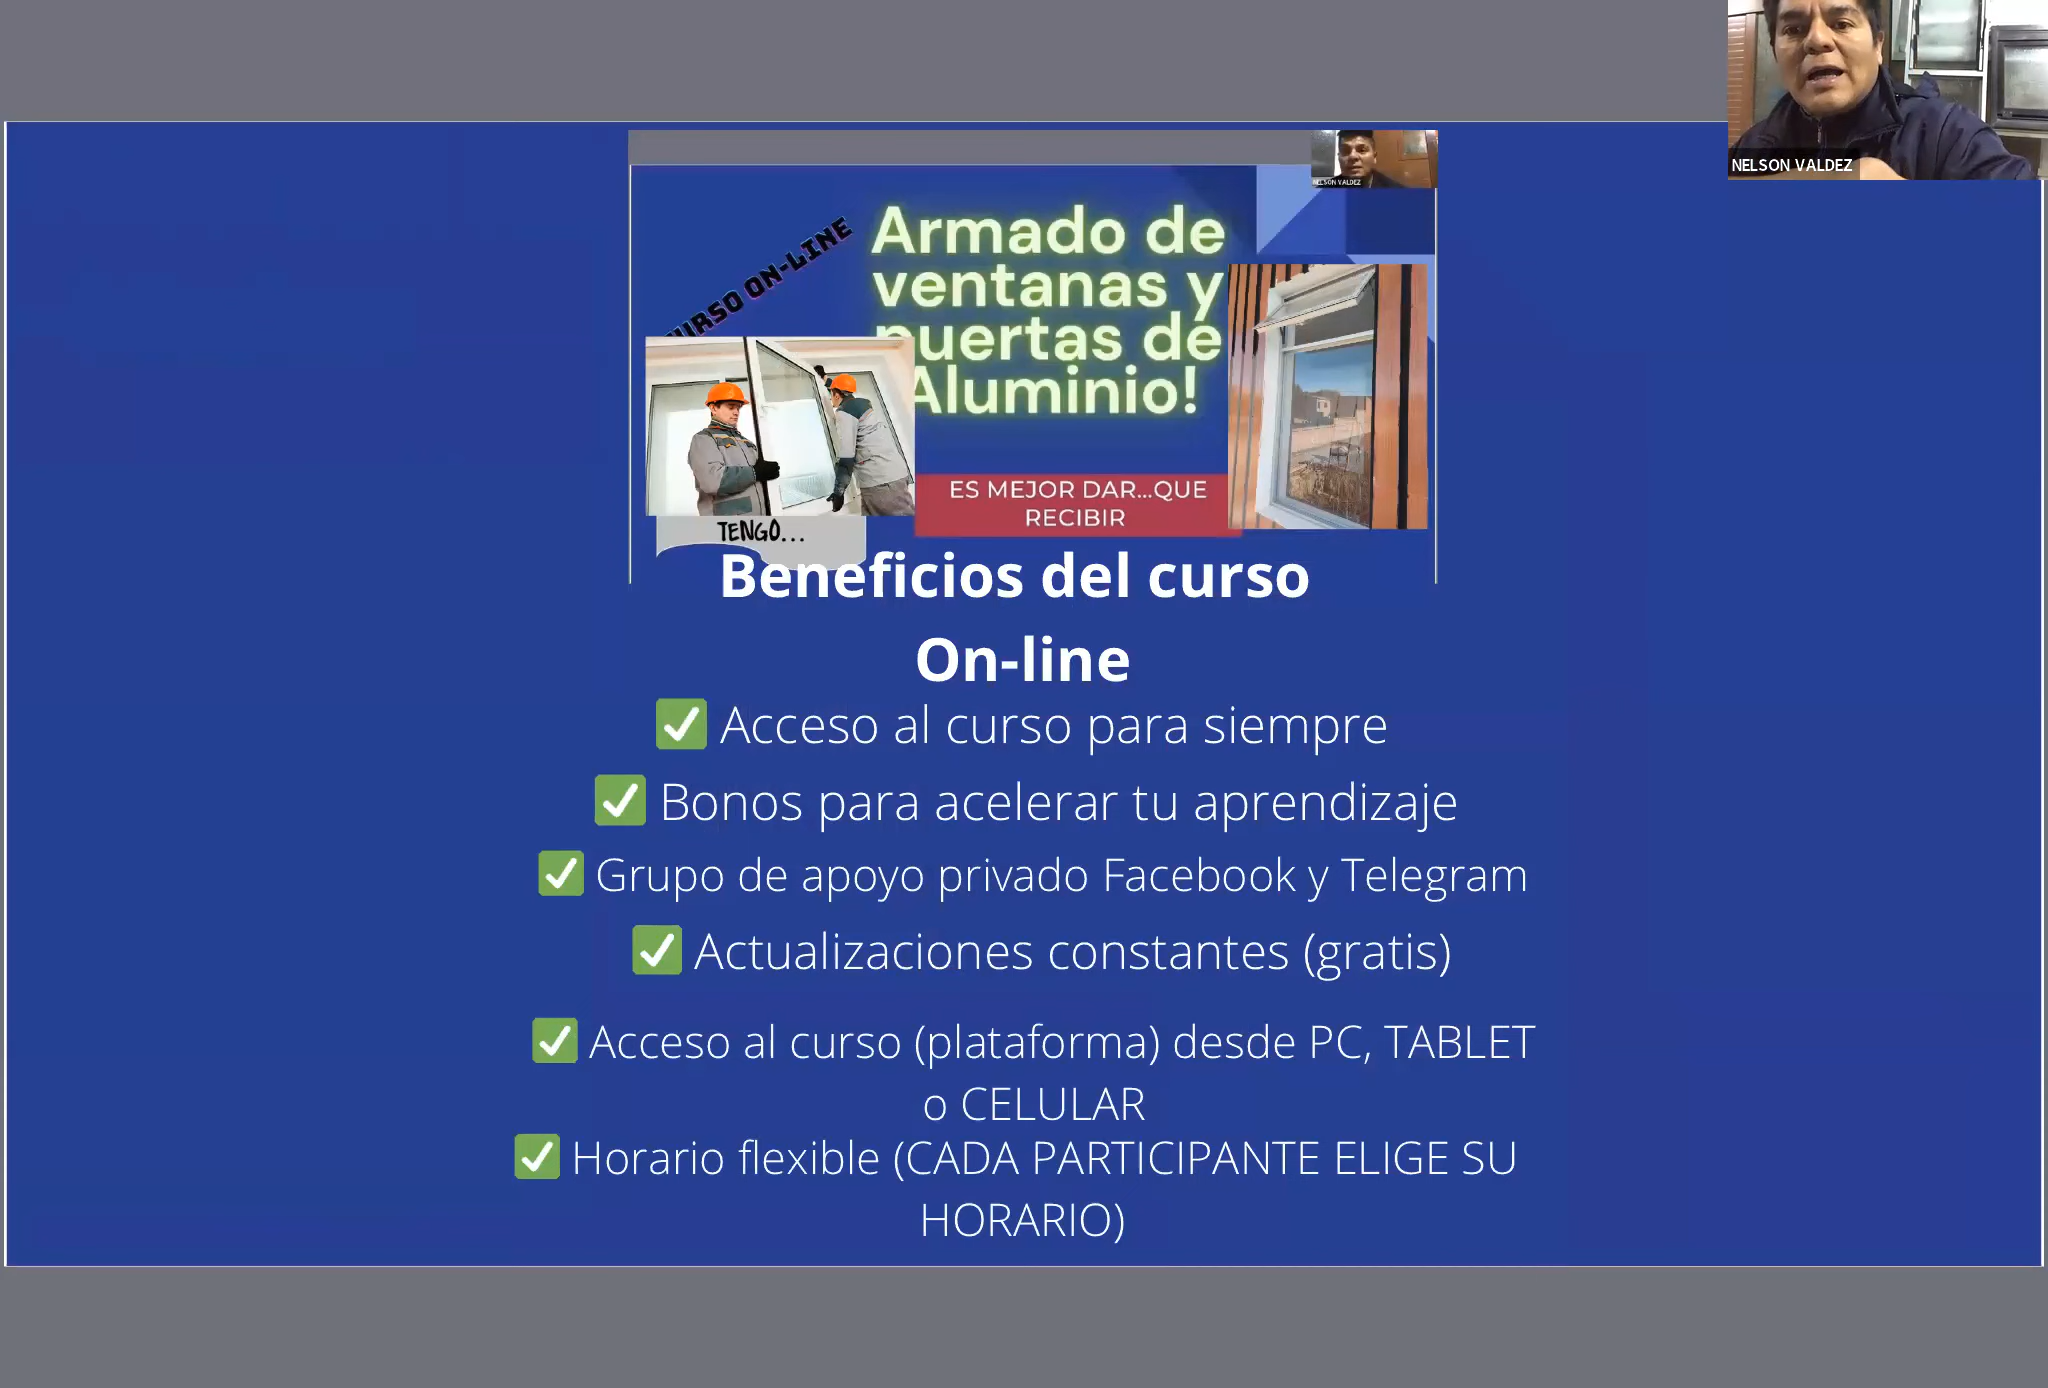 NELSON VALDEZ
NELSON VALDEZ
CURSO ON-LINE
Armado de
ventanas y
puertas de
Aluminio!
ES MEJOR DAR...QUE
RECIBIR
TENGO...
Beneficios del curso
On-line
✅ Acceso al curso para siempre
✅ Bonos para acelerar tu aprendizaje
✅ Grupo de apoyo privado Facebook y Telegram
✅ Actualizaciones constantes (gratis)
✅ Acceso al curso (plataforma) desde PC, TABLET
o CELULAR
✅ Horario flexible (CADA PARTICIPANTE ELIGE SU
HORARIO)